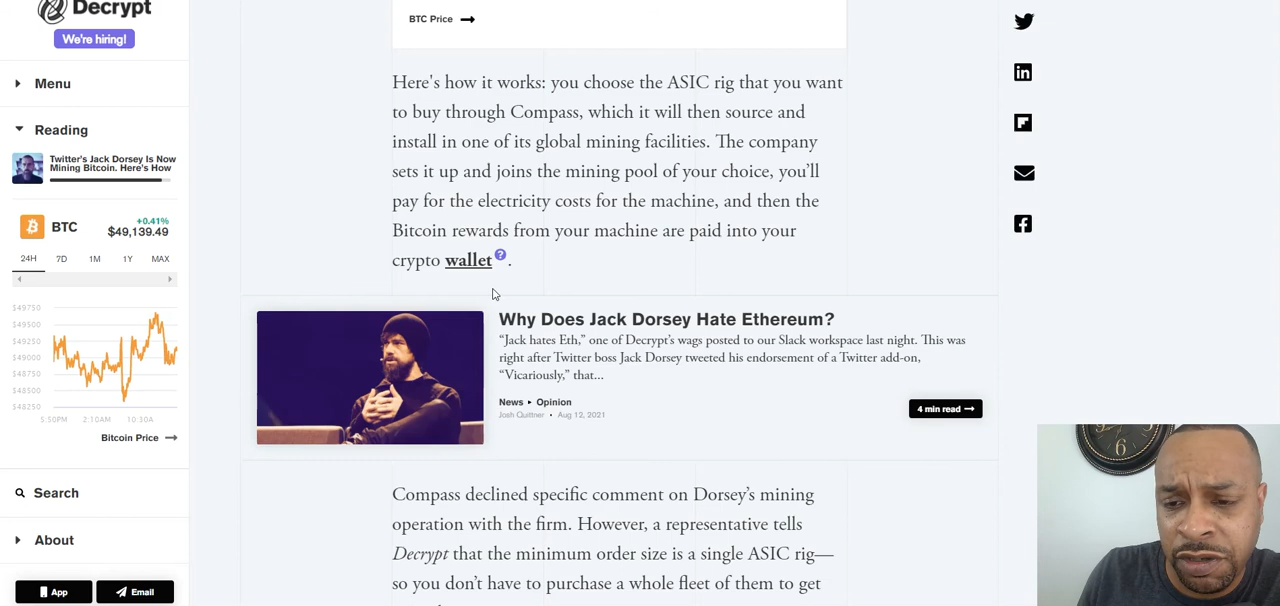 Decrypt
We're hiring!
Menu
Reading
Twitter's Jack Dorsey Is Now
Mining Bitcoin. Here's How
BTC
+0.41%
$49,139.49
24H 7D 1M 1Y MAX
$49750
$49500
$49250
$49000
$48750
$48500
$48250
5:50PM 2:10AM 10:30A
Bitcoin Price
Search
About
App
Email
BTC Price
Here's how it works: you choose the ASIC rig that you want
to buy through Compass, which it will then source and
install in one of its global mining facilities. The company
sets it up and joins the mining pool of your choice, you'll
pay for the electricity costs for the machine, and then the
Bitcoin rewards from your machine are paid into your
crypto wallet ? .
Why Does Jack Dorsey Hate Ethereum?
“Jack hates Eth,” one of Decrypt's wags posted to our Slack workspace last night. This was
right after Twitter boss Jack Dorsey tweeted his endorsement of a Twitter add-on,
“Vicariously,” that...
News ▸ Opinion
Josh Quittner • Aug 12, 2021
4 min read
Compass declined specific comment on Dorsey's mining
operation with the firm. However, a representative tells
Decrypt that the minimum order size is a single ASIC rig—
so you don't have to purchase a whole fleet of them to get